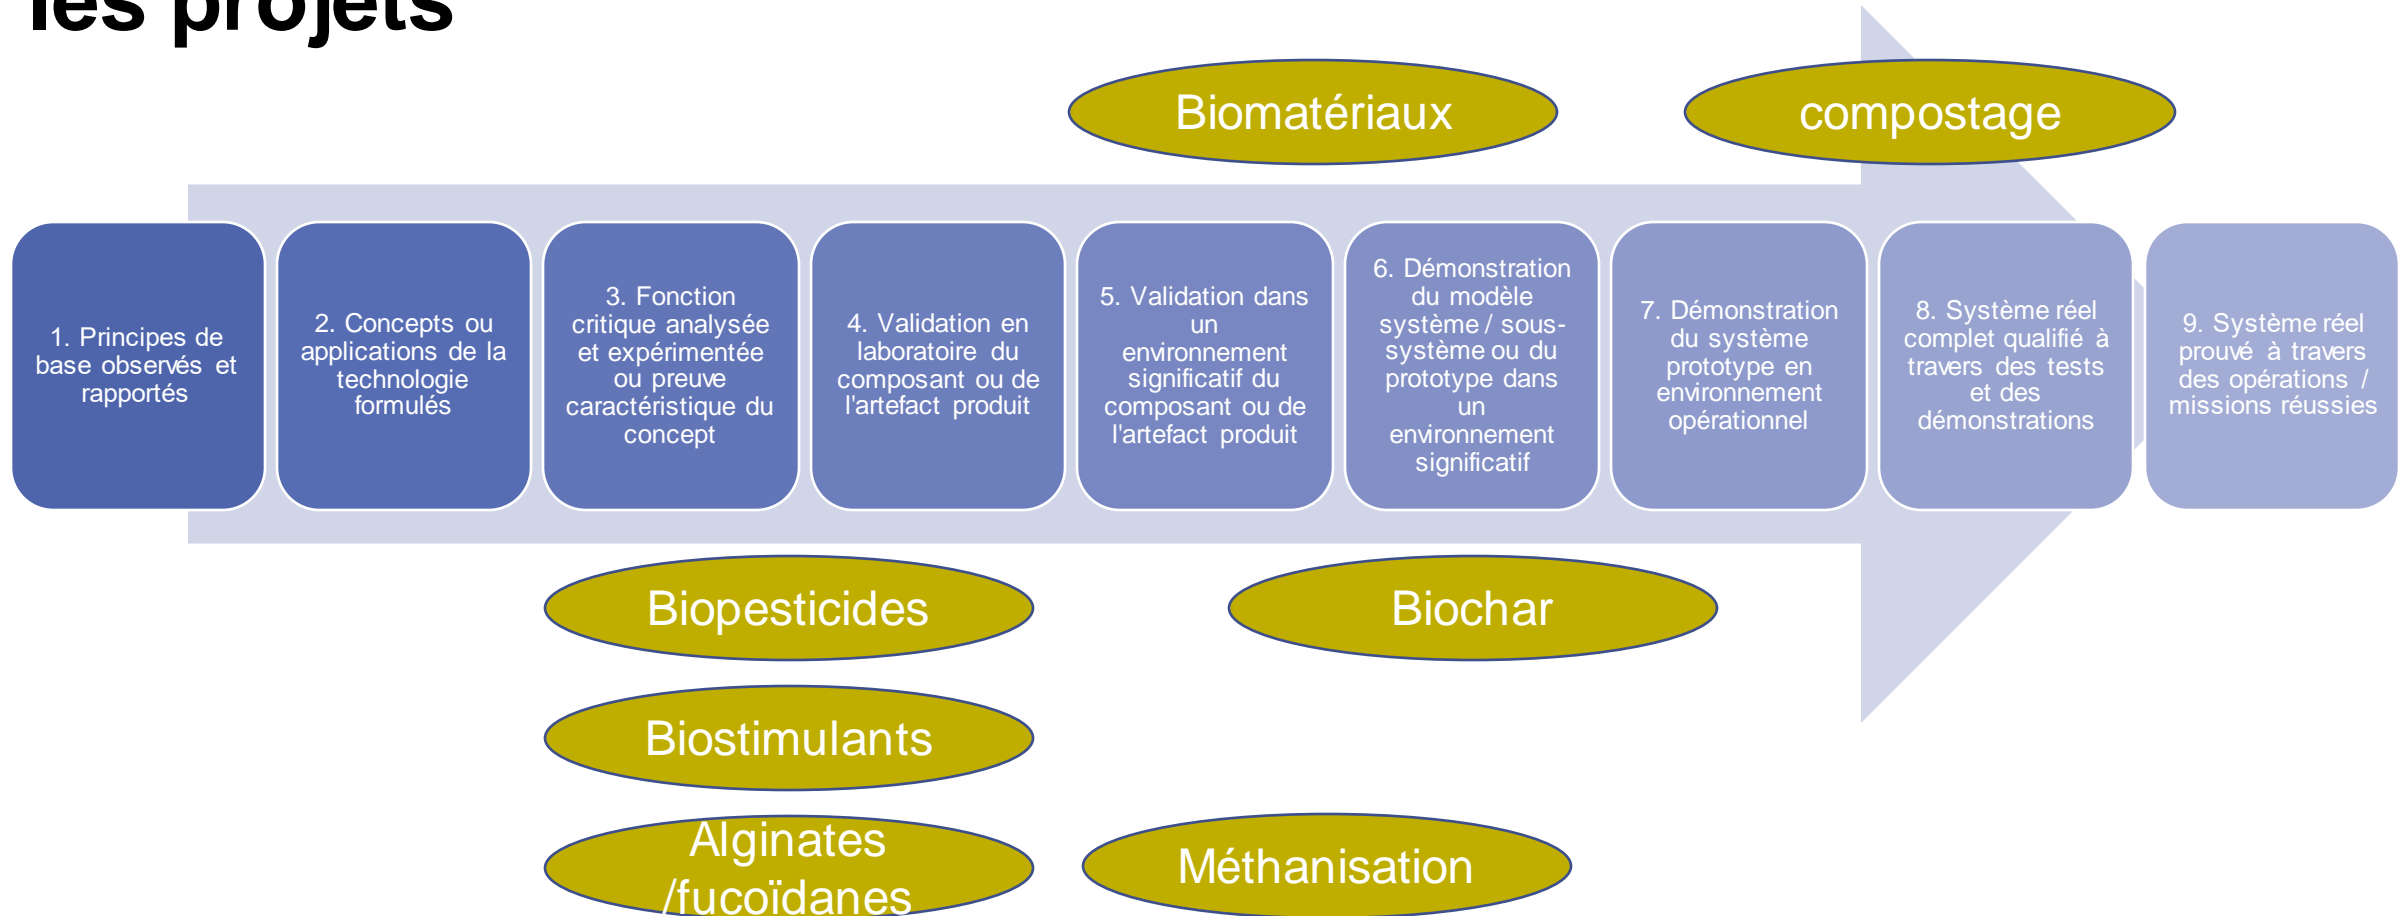 les projets
Biomatériaux
compostage
1. Principes de
base observés et
rapportés
2. Concepts ou
applications de la
technologie
formulés
3. Fonction
critique analysée
et expérimentée
ou preuve
caractéristique du
concept
4. Validation en
laboratoire du
composant ou de
l'artefact produit
5. Validation dans
un
environnement
significatif du
composant ou de
l'artefact produit
6. Démonstration
du modèle
système / sous-
système ou du
prototype dans
un
environnement
significatif
7. Démonstration
du système
prototype en
environnement
opérationnel
8. Système réel
complet qualifié à
travers des tests
et des
démonstrations
9. Système réel
prouvé à travers
des opérations /
missions réussies
Biopesticides
Biochar
Biostimulants
Alginates
/fucoïdanes
Méthanisation